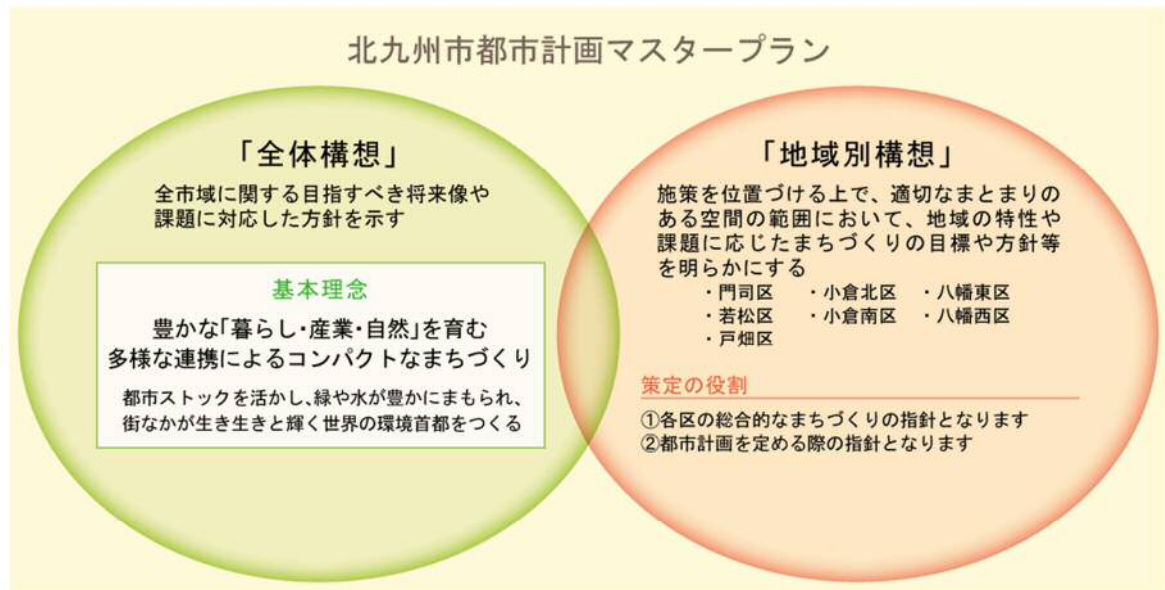 北九州市都市計画マスタープラン
「全体構想」
全市域に関する目指すべき将来像や
課題に対応した方針を示す
基本理念
豊かな「暮らし・産業・自然」を育む
多様な連携によるコンパクトなまちづくり
都市ストックを活かし、緑や水が豊かにまもられ、
街なかが生き生きと輝く世界の環境首都をつくる
「地域別構想」
施策を位置づける上で、適切なまとまりの
ある空間の範囲において、地域の特性や
課題に応じたまちづくりの目標や方針等
を明らかにする
・門司区 ・小倉北区 ・八幡東区
・若松区 ・小倉南区 ・八幡西区
・戸畑区
策定の役割
①各区の総合的なまちづくりの指針となります
②都市計画を定める際の指針となります